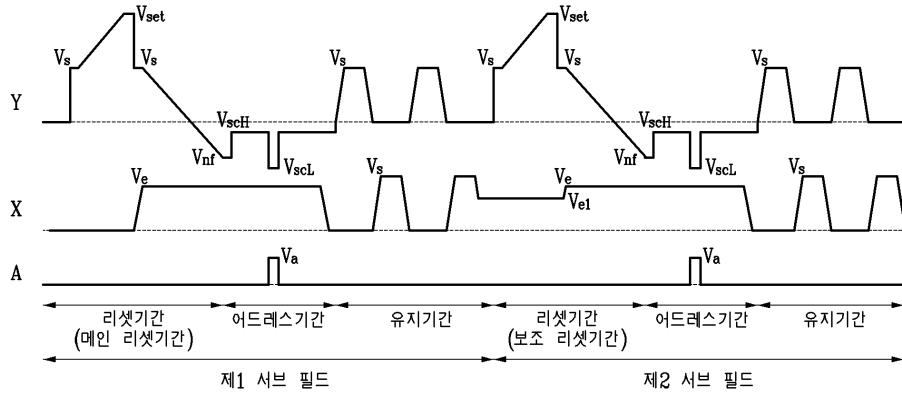 Vset Vset
Vs Vs Vs Vs Vs Vs
Y
VscH VscH
Vnf VscL Vnf VscL
Ve Vs Ve Vs
X Ve1
A Va Va
리셋기간 어드레스기간 유지기간 리셋기간 어드레스기간 유지기간
(메인 리셋기간) (보조 리셋기간)
제1 서브 필드 제2 서브 필드